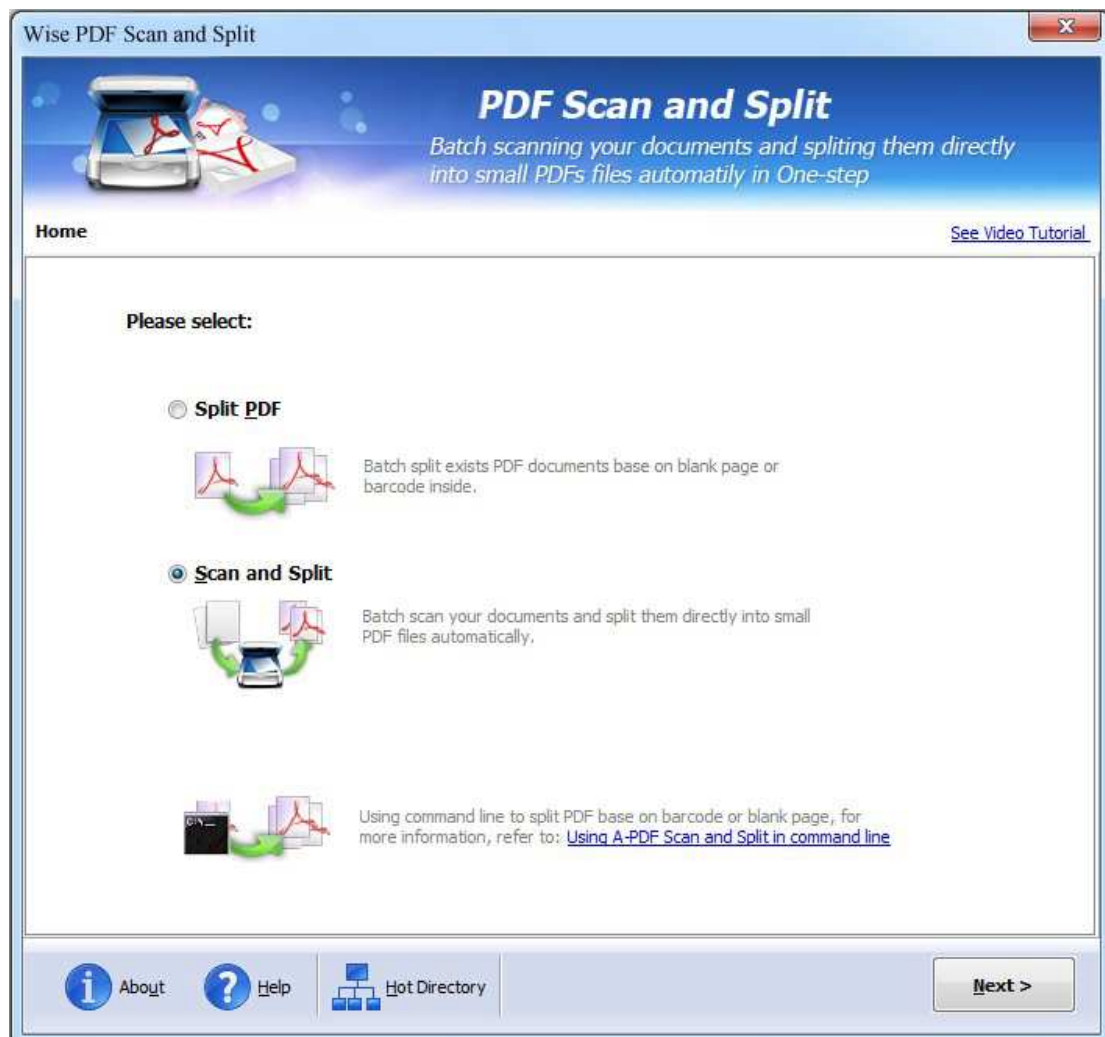 Wise PDF Scan and Split
PDF Scan and Split
Batch scanning your documents and spliting them directly
into small PDFs files automatily in One-step
Home
See Video Tutorial
Please select:
Split PDF
Batch split exists PDF documents base on blank page or
barcode inside.
Scan and Split
Batch scan your documents and split them directly into small
PDF files automatically.
C:\_
Using command line to split PDF base on barcode or blank page, for
more information, refer to: Using A-PDF Scan and Split in command line
About
Help
Hot Directory
Next >